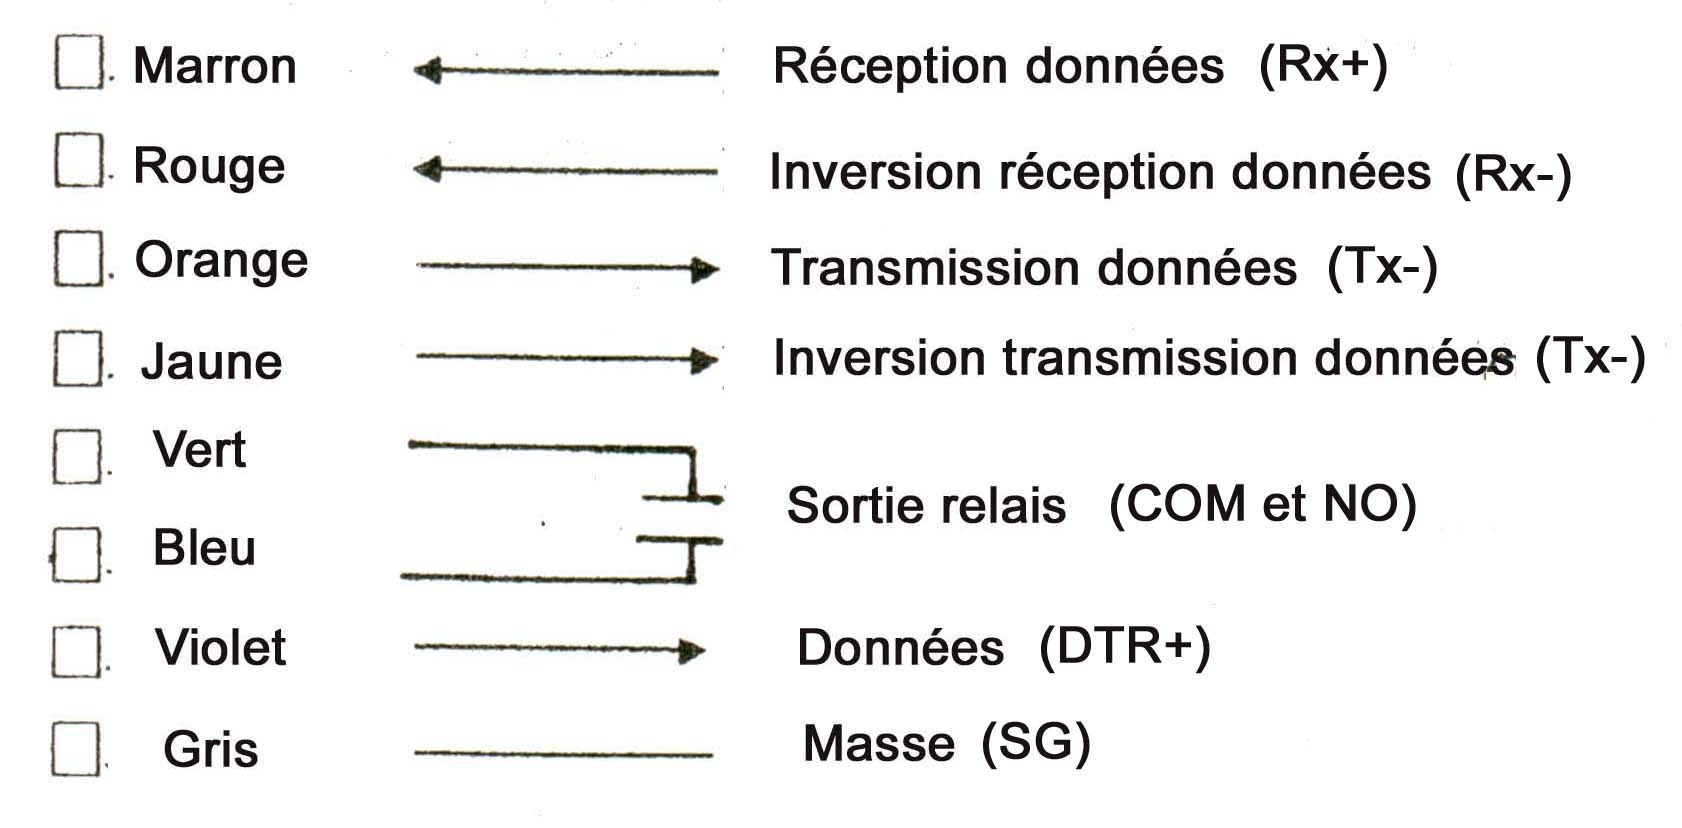 Marron Réception données (Rx+)
Rouge Inversion réception données (Rx-)
Orange Transmission données (Tx-)
Jaune Inversion transmission données (Tx-)
Vert
Sortie relais (COM et NO)
Bleu
Violet Données (DTR+)
Gris Masse (SG)